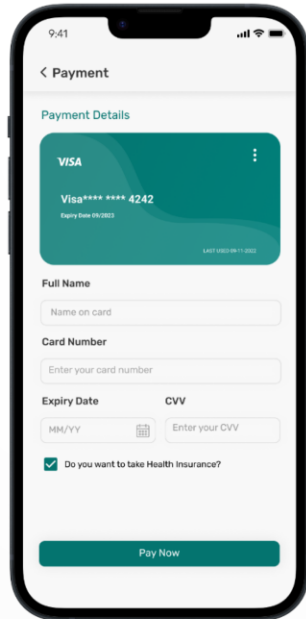 9:41
Payment
Payment Details
VISA
Visa**** **** 4242
Expiry Date 09/2023
LAST USED 09-11-2022
Full Name
Name on card
Card Number
Enter your card number
Expiry Date CVV
MM/YY Enter your CVV
Do you want to take Health Insurance?
Pay Now